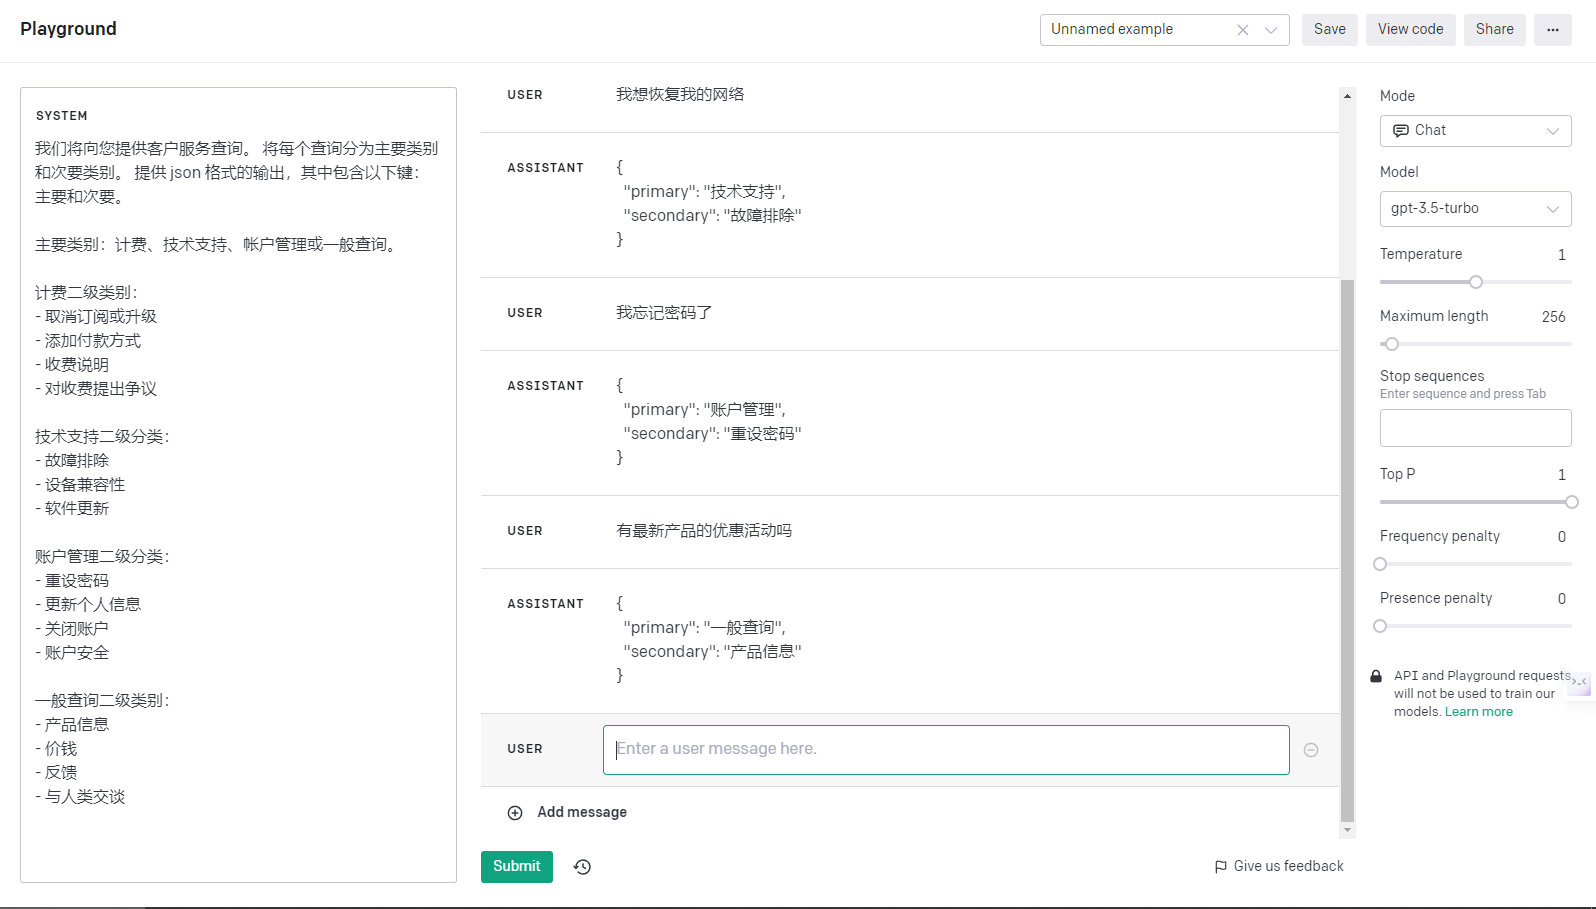 Playground
Unnamed example
Save
View code
Share
...
SYSTEM
我们将向您提供客户服务查询。 将每个查询分为主要类别
和次要类别。 提供 json 格式的输出，其中包含以下键：
主要和次要。
主要类别：计费、技术支持、帐户管理或一般查询。
计费二级类别：
- 取消订阅或升级
- 添加付款方式
- 收费说明
- 对收费提出争议
技术支持二级分类：
- 故障排除
- 设备兼容性
- 软件更新
账户管理二级分类：
- 重设密码
- 更新个人信息
- 关闭账户
- 账户安全
一般查询二级类别：
- 产品信息
- 价钱
- 反馈
- 与人类交谈
USER
我想恢复我的网络
ASSISTANT
{
"primary": "技术支持",
"secondary": "故障排除"
}
USER
我忘记密码了
ASSISTANT
{
"primary": "账户管理",
"secondary": "重设密码"
}
USER
有最新产品的优惠活动吗
ASSISTANT
{
"primary": "一般查询",
"secondary": "产品信息"
}
USER
Enter a user message here.
Add message
Submit
Give us feedback
Mode
Chat
Model
gpt-3.5-turbo
Temperature 1
Maximum length 256
Stop sequences
Enter sequence and press Tab
Top P 1
Frequency penalty 0
Presence penalty 0
API and Playground requests
will not be used to train our
models. Learn more